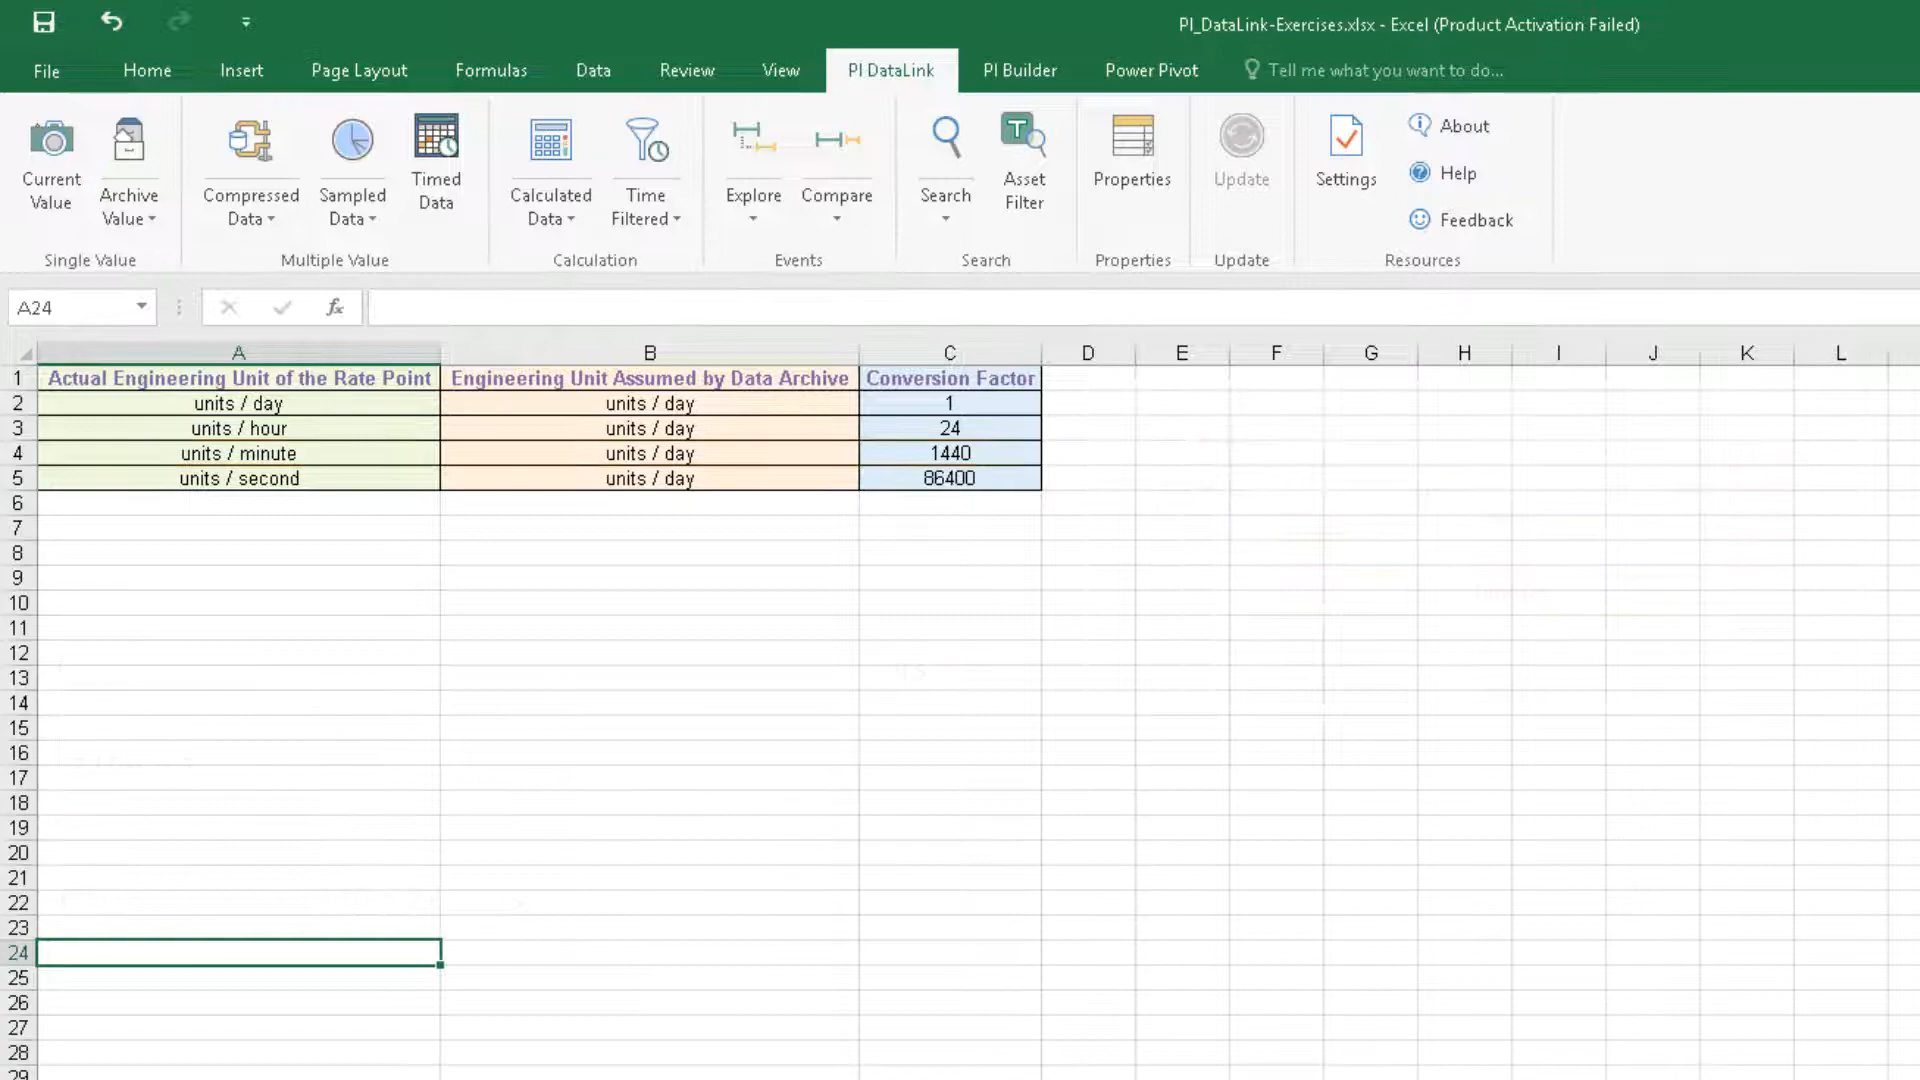 PI_DataLink-Exercises.xlsx - Excel (Product Activation Failed)
File Home Insert Page Layout Formulas Data Review View PI DataLink PI Builder Power Pivot Tell me what you want to do...
Current Value
Archive Value
Compressed Data
Sampled Data
Timed Data
Calculated Data
Time Filtered
Explore
Compare
Search
Asset Filter
Properties
Update
Settings
About
Help
Feedback
Single Value Multiple Value Calculation Events Search Properties Update Resources
A24 fx
A B C D E F G H I J K L
1 Actual Engineering Unit of the Rate Point Engineering Unit Assumed by Data Archive Conversion Factor
2 units / day units / day 1
3 units / hour units / day 24
4 units / minute units / day 1440
5 units / second units / day 86400
6
7
8
9
10
11
12
13
14
15
16
17
18
19
20
21
22
23
24
25
26
27
28
29